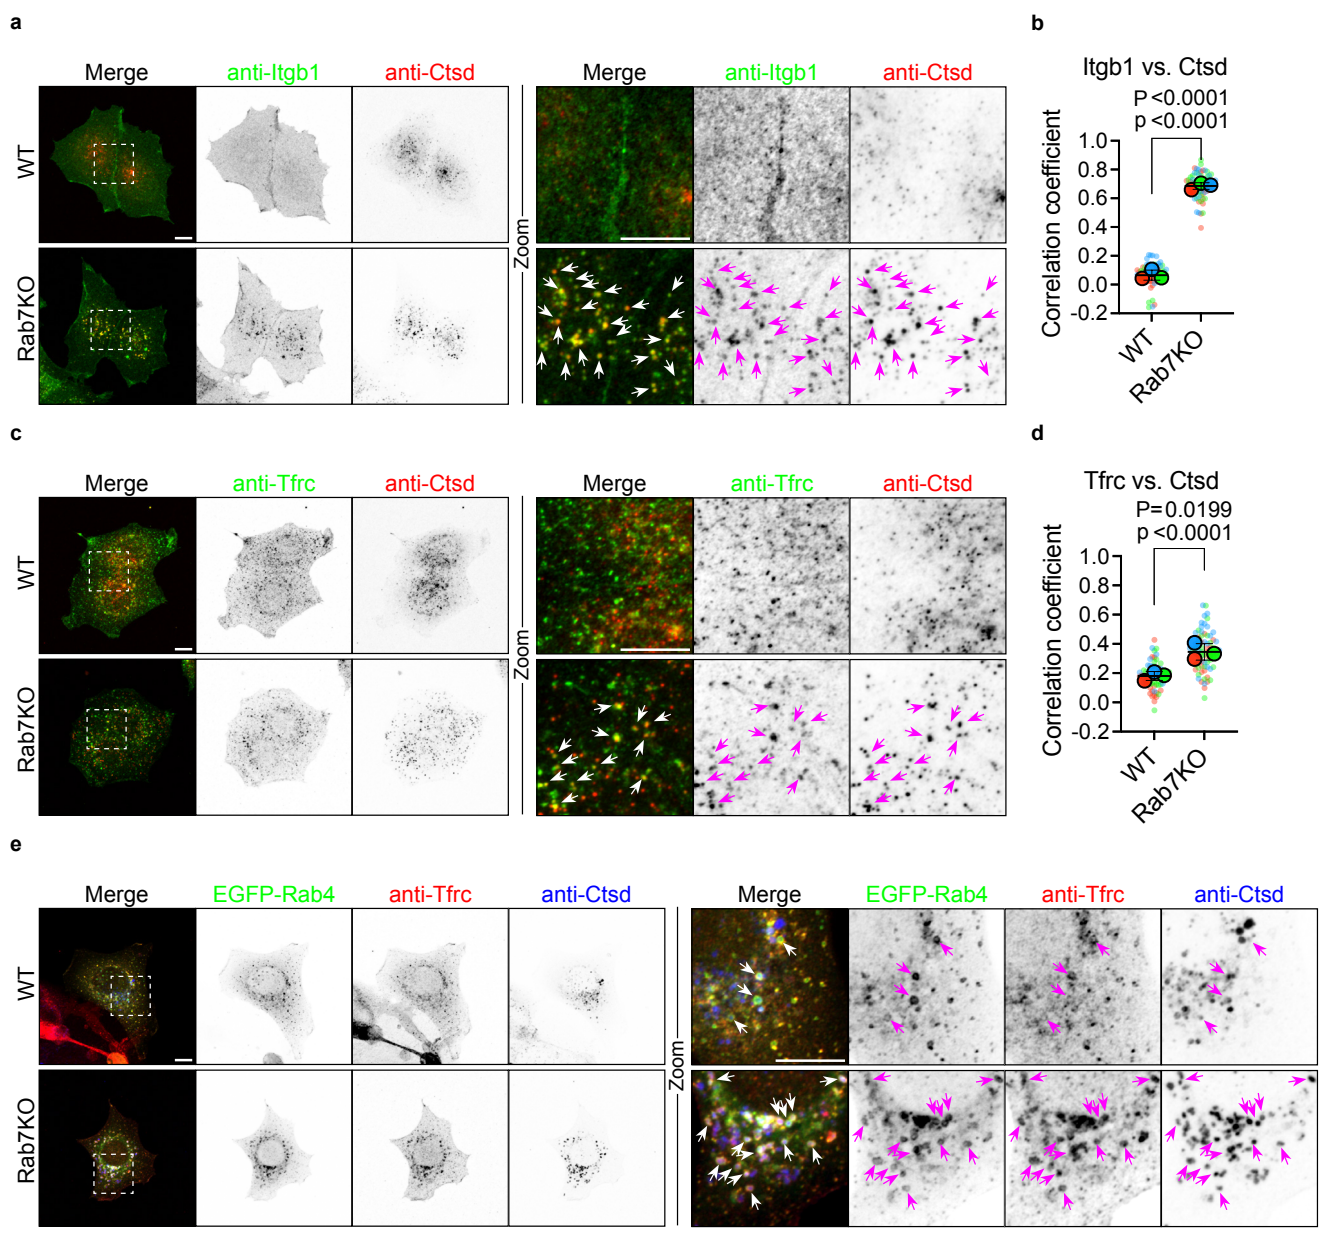 a
Merge anti-Itgb1 anti-Ctsd Merge anti-Itgb1 anti-Ctsd
WT
Rab7KO
Zoom
b
Itgb1 vs. Ctsd
P <0.0001
p <0.0001
Correlation coefficient
1.0
0.8
0.6
0.4
0.2
0.0
-0.2
WT
Rab7KO
c
Merge anti-Tfrc anti-Ctsd Merge anti-Tfrc anti-Ctsd
WT
Rab7KO
Zoom
d
Tfrc vs. Ctsd
P=0.0199
p <0.0001
Correlation coefficient
1.0
0.8
0.6
0.4
0.2
0.0
-0.2
WT
Rab7KO
e
Merge EGFP-Rab4 anti-Tfrc anti-Ctsd Merge EGFP-Rab4 anti-Tfrc anti-Ctsd
WT
Rab7KO
Zoom